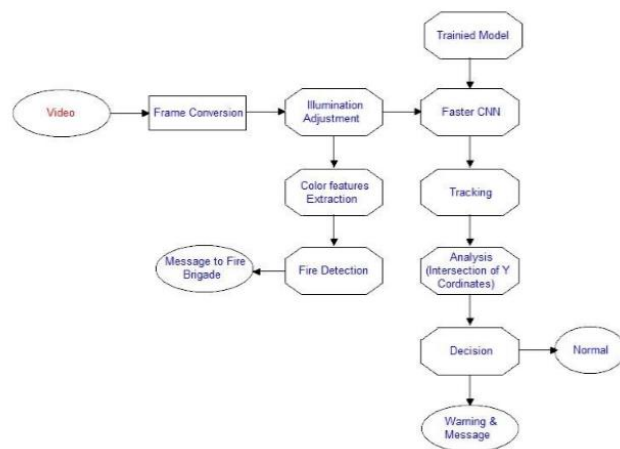 Trainied Model
Video
Frame Conversion
Illumination
Adjustment
Faster CNN
Color features
Extraction
Tracking
Message to Fire
Brigade
Fire Detection
Analysis
(Intersection of Y
Cordinates)
Decision
Normal
Warning &
Message